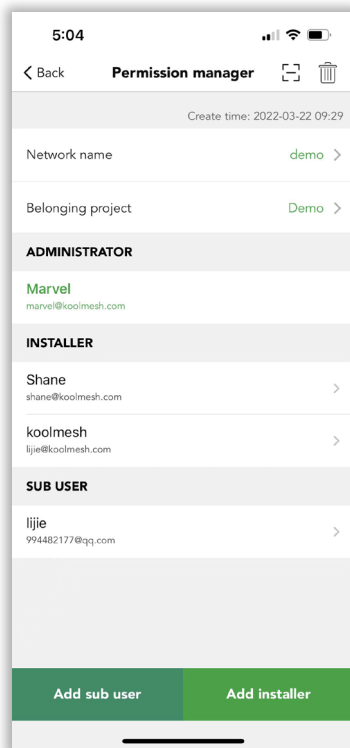 5:04
Back Permission manager
Create time: 2022-03-22 09:29
Network name demo
Belonging project Demo
ADMINISTRATOR
Marvel
marvel@koolmesh.com
INSTALLER
Shane
shane@koolmesh.com
koolmesh
lijie@koolmesh.com
SUB USER
lijie
994482177@qq.com
Add sub user Add installer